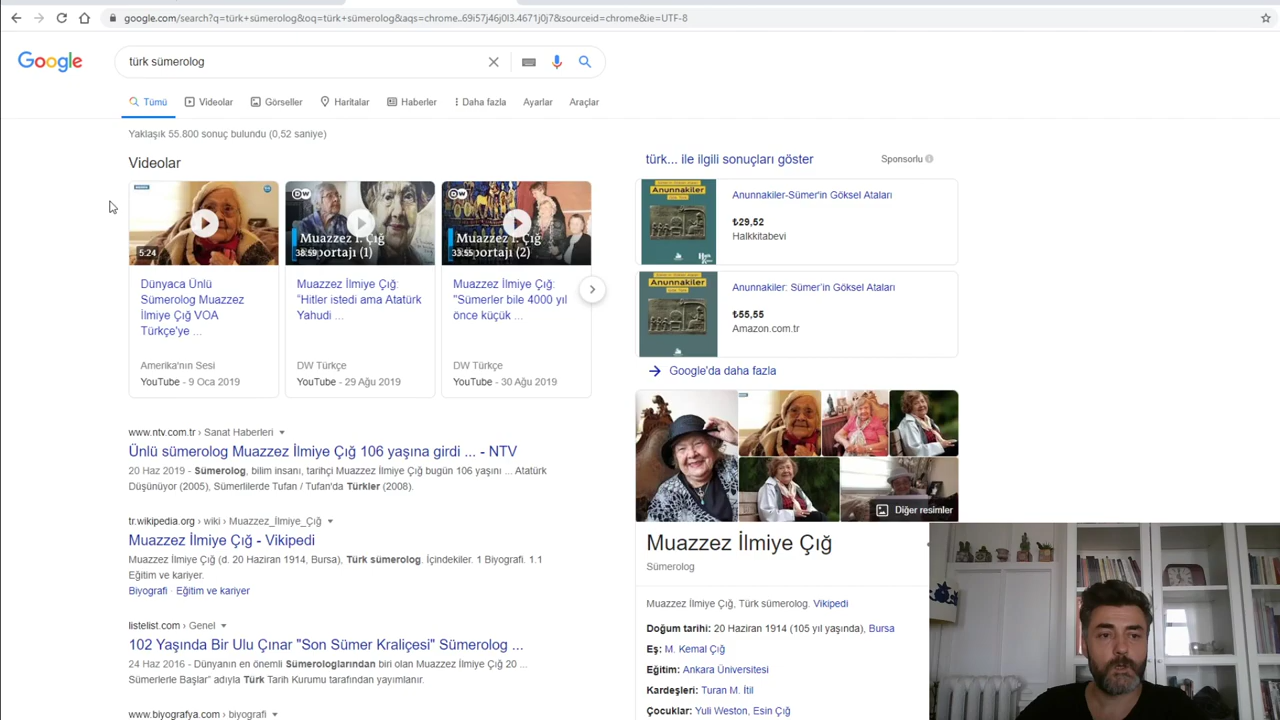 google.com/search?q=türk+sümerolog&oq=türk+sümerolog&aqs=chrome..69i57j46j0l3.4671j0j7&sourceid=chrome&ie=UTF-8
Google
türk sümerolog
Tümü
Videolar
Görseller
Haritalar
Haberler
Daha fazla
Ayarlar
Araçlar
Yaklaşık 55.800 sonuç bulundu (0,52 saniye)
Videolar
5:24
Dünyaca Ünlü
Sümerolog Muazzez
İlmiye Çığ VOA
Türkçe'ye ...
Amerika'nın Sesi
YouTube - 9 Oca 2019
DW
Muazzez İ. Çığ
portajı (1)
Muazzez İlmiye Çığ:
"Hitler istedi ama Atatürk
Yahudi ...
DW Türkçe
YouTube - 29 Ağu 2019
DW
Muazzez İ. Çığ
portajı (2)
Muazzez İlmiye Çığ:
"Sümerler bile 4000 yıl
önce küçük ...
DW Türkçe
YouTube - 30 Ağu 2019
www.ntv.com.tr › Sanat Haberleri
Ünlü sümerolog Muazzez İlmiye Çığ 106 yaşına girdi ... - NTV
20 Haz 2019 - Sümerolog, bilim insanı, tarihçi Muazzez İlmiye Çığ bugün 106 yaşını ... Atatürk
Düşünüyor (2005), Sümerlilerde Tufan / Tufan'da Türkler (2008).
tr.wikipedia.org › wiki › Muazzez_İlmiye_Çığ
Muazzez İlmiye Çığ - Vikipedi
Muazzez İlmiye Çığ (d. 20 Haziran 1914, Bursa), Türk sümerolog. İçindekiler. 1 Biyografi. 1.1
Eğitim ve kariyer.
Biyografi · Eğitim ve kariyer
listelist.com › Genel
102 Yaşında Bir Ulu Çınar "Son Sümer Kraliçesi" Sümerolog ...
24 Haz 2016 - Dünyanın en önemli Sümerologlarından biri olan Muazzez İlmiye Çığ 20 ...
Sümerlerle Başlar" adıyla Türk Tarih Kurumu tarafından yayımlanır.
www.biyografya.com › biyografi
türk... ile ilgili sonuçları göster
Sponsorlu
Anunnakiler
Anunnakiler-Sümer'in Göksel Ataları
₺29,52
Halkkitabevi
Anunnakiler
Anunnakiler: Sümer'in Göksel Ataları
₺55,55
Amazon.com.tr
Google'da daha fazla
Diğer resimler
Muazzez İlmiye Çığ
Sümerolog
Muazzez İlmiye Çığ, Türk sümerolog. Vikipedi
Doğum tarihi: 20 Haziran 1914 (105 yıl yaşında), Bursa
Eş: M. Kemal Çığ
Eğitim: Ankara Üniversitesi
Kardeşleri: Turan M. İtil
Çocuklar: Yuli Weston, Esin Çığ